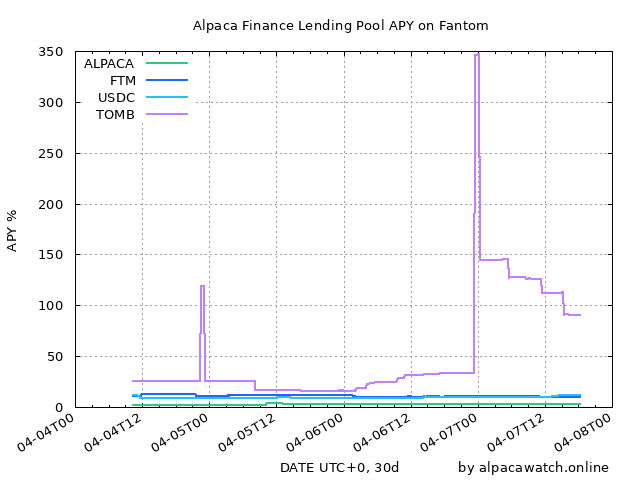 Alpaca Finance Lending Pool APY on Fantom
APY %
350
300
250
200
150
100
50
0
ALPACA
FTM
USDC
TOMB
04-04T00
04-04T12
04-05T00
04-05T12
04-06T00
04-06T12
04-07T00
04-07T12
04-08T00
DATE UTC+0, 30d
by alpacawatch.online